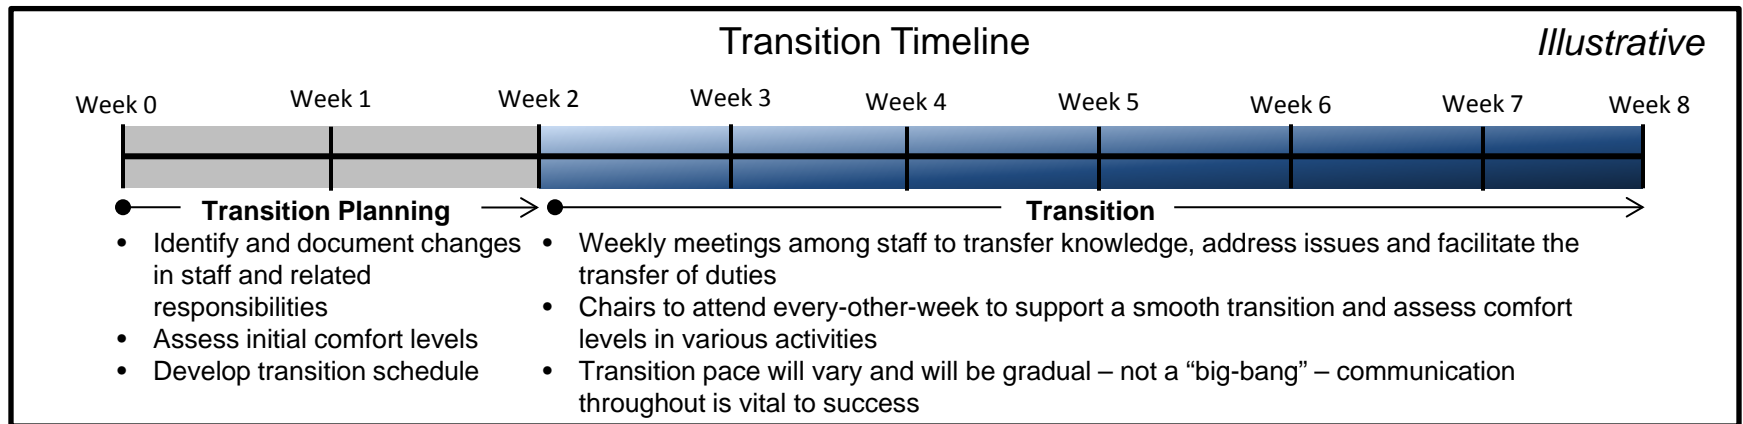 Transition Timeline
Illustrative
Week 0
Week 1
Week 2
Week 3
Week 4
Week 5
Week 6
Week 7
Week 8
Transition Planning
• Identify and document changes
in staff and related
responsibilities
• Assess initial comfort levels
• Develop transition schedule
Transition
• Weekly meetings among staff to transfer knowledge, address issues and facilitate the
transfer of duties
• Chairs to attend every-other-week to support a smooth transition and assess comfort
levels in various activities
• Transition pace will vary and will be gradual – not a “big-bang” – communication
throughout is vital to success